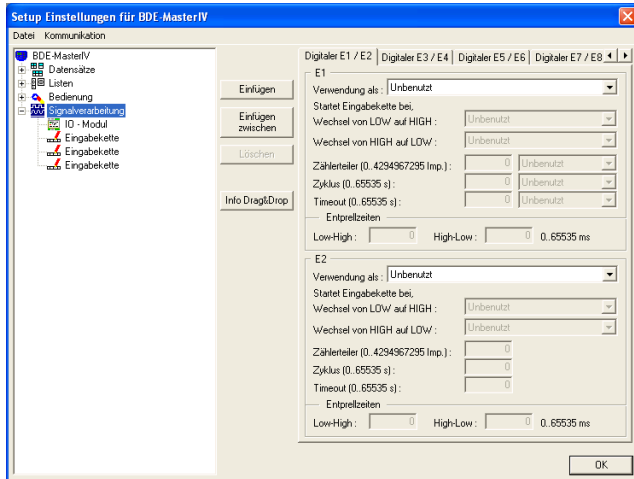 Setup Einstellungen für BDE-MasterIV
Datei Kommunikation
BDE-MasterIV
Datensätze
Listen
Bedienung
Signalverarbeitung
IO - Modul
Eingabekette
Eingabekette
Eingabekette
Einfügen
Einfügen
zwischen
Löschen
Info Drag&Drop
Digitaler E1 / E2 Digitaler E3 / E4 Digitaler E5 / E6 Digitaler E7 / E8
E1
Verwendung als : Unbenutzt
Startet Eingabekette bei,
Wechsel von LOW auf HIGH : Unbenutzt
Wechsel von HIGH auf LOW : Unbenutzt
Zählerteiler (0..4294967295 Imp.) : 0 Unbenutzt
Zyklus (0..65535 s) : 0 Unbenutzt
Timeout (0..65535 s) : 0 Unbenutzt
Entprellzeiten
Low-High : 0 High-Low : 0 0..65535 ms
E2
Verwendung als : Unbenutzt
Startet Eingabekette bei,
Wechsel von LOW auf HIGH : Unbenutzt
Wechsel von HIGH auf LOW : Unbenutzt
Zählerteiler (0..4294967295 Imp.) : 0
Zyklus (0..65535 s) : 0
Timeout (0..65535 s) : 0
Entprellzeiten
Low-High : 0 High-Low : 0 0..65535 ms
OK